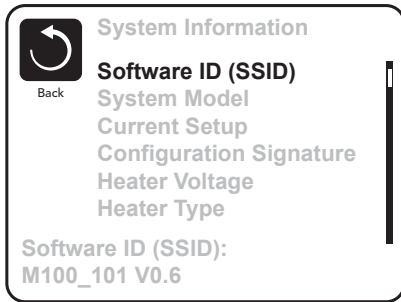 System Information
Software ID (SSID)
Back
System Model
Current Setup
Configuration Signature
Heater Voltage
Heater Type
Software ID (SSID):
M100_101 V0.6